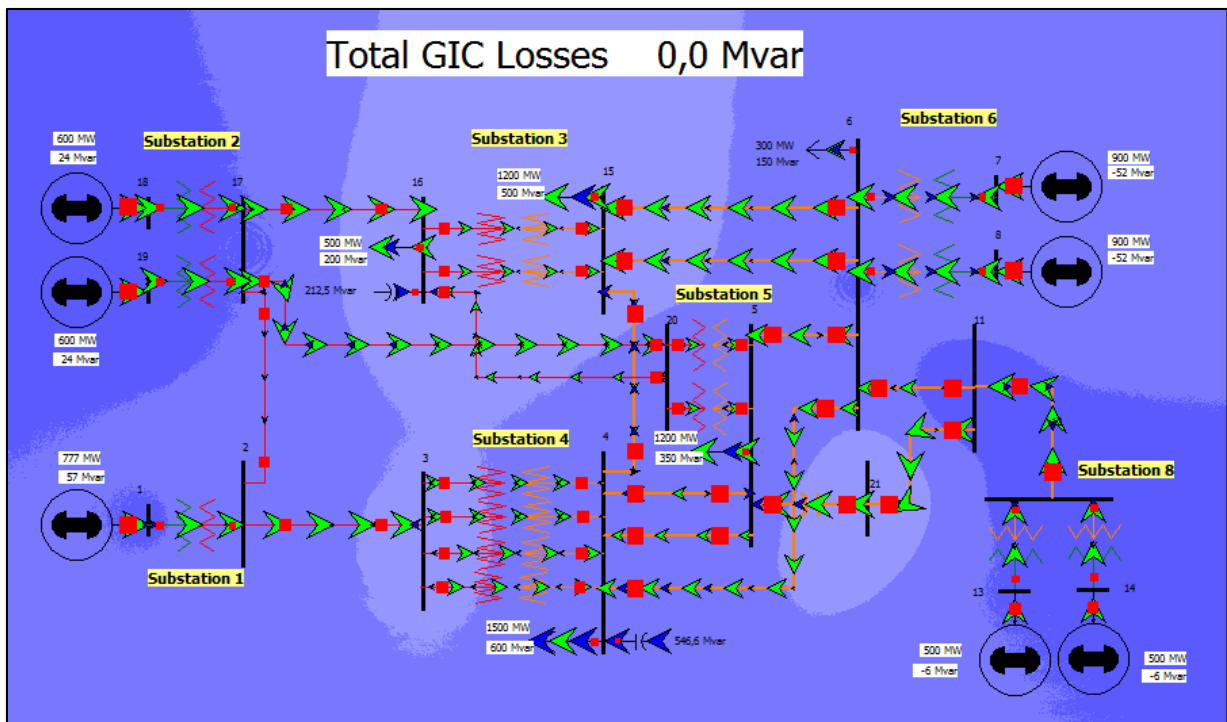 Total GIC Losses 0,0 Mvar
Substation 2
Substation 3
Substation 6
600 MW
24 Mvar
18
17
16
1200 MW
500 Mvar
15
6
300 MW
150 Mvar
7
900 MW
-52 Mvar
19
500 MW
200 Mvar
8
900 MW
-52 Mvar
212,5 Mvar
Substation 5
20
5
11
600 MW
24 Mvar
Substation 4
1200 MW
350 Mvar
2
3
4
777 MW
57 Mvar
1
21
Substation 8
Substation 1
13
14
1500 MW
600 Mvar
546,6 Mvar
500 MW
-6 Mvar
500 MW
-6 Mvar